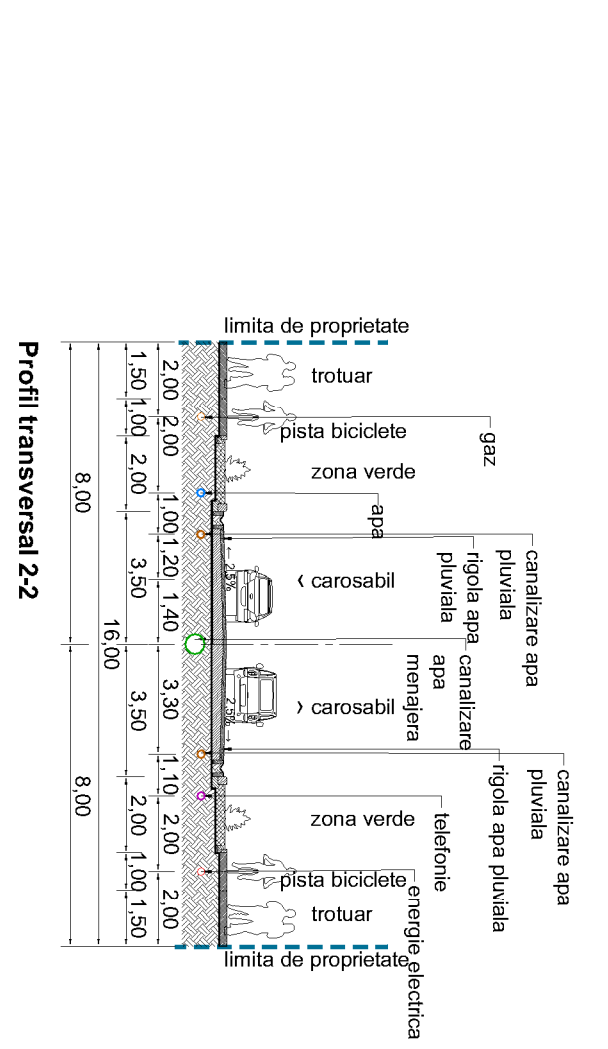 limita de proprietate
trotuar
pista biciclete
gaz
zona verde
apa
canalizare apa
pluviala
rigola apa
pluviala
‹ carosabil
2,5%
canalizare
apa
menajera
› carosabil
2,5%
canalizare apa
pluviala
rigola apa pluviala
zona verde
telefonie
pista biciclete
energie electrica
trotuar
limita de proprietate
2,00
2,00
1,00
1,20
1,40
3,30
1,10
2,00
2,00
1,50
1,00
2,00
3,50
3,50
2,00
1,00
1,50
16,00
8,00
8,00
Profil transversal 2-2